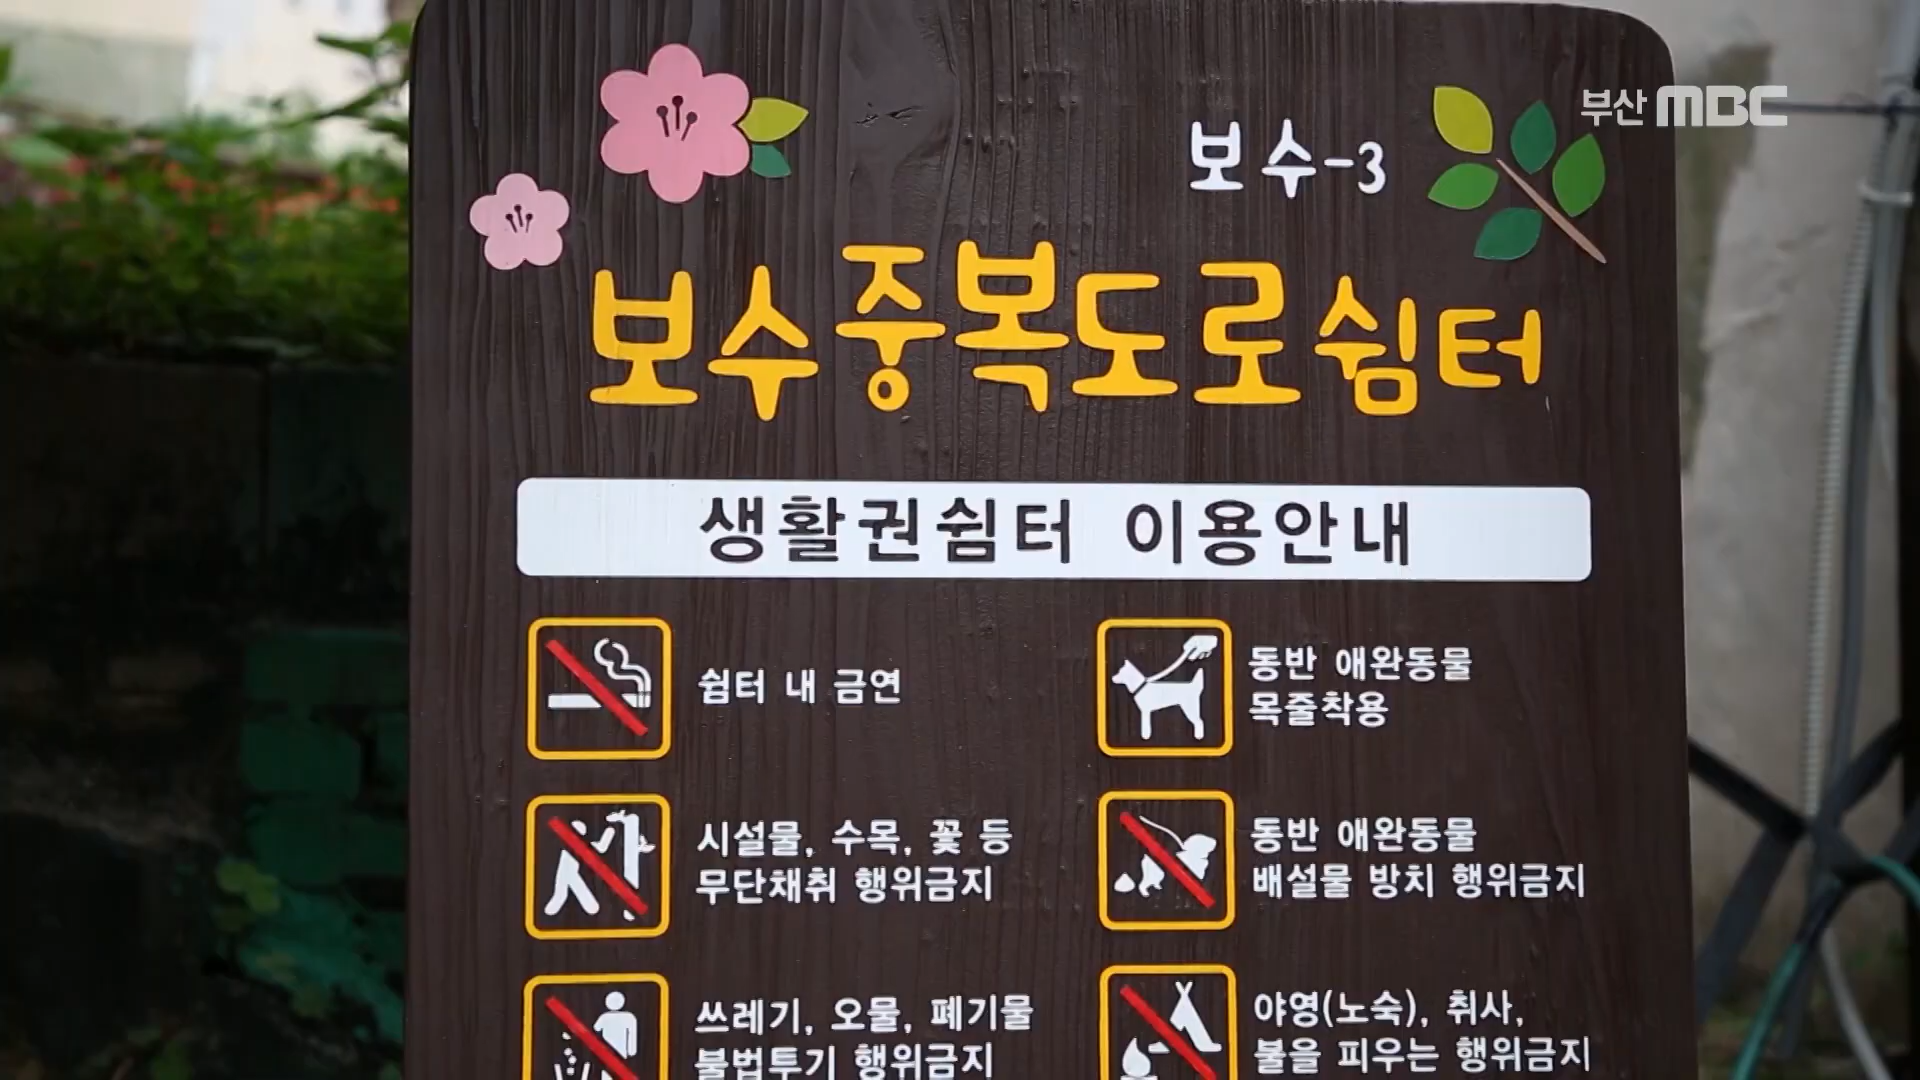 부산 MBC
보수-3
보수중복도로쉼터
생활권쉼터 이용안내
쉼터 내 금연
동반 애완동물
목줄착용
시설물, 수목, 꽃 등
무단채취 행위금지
동반 애완동물
배설물 방치 행위금지
쓰레기, 오물, 폐기물
불법투기 행위금지
야영(노숙), 취사,
불을 피우는 행위금지